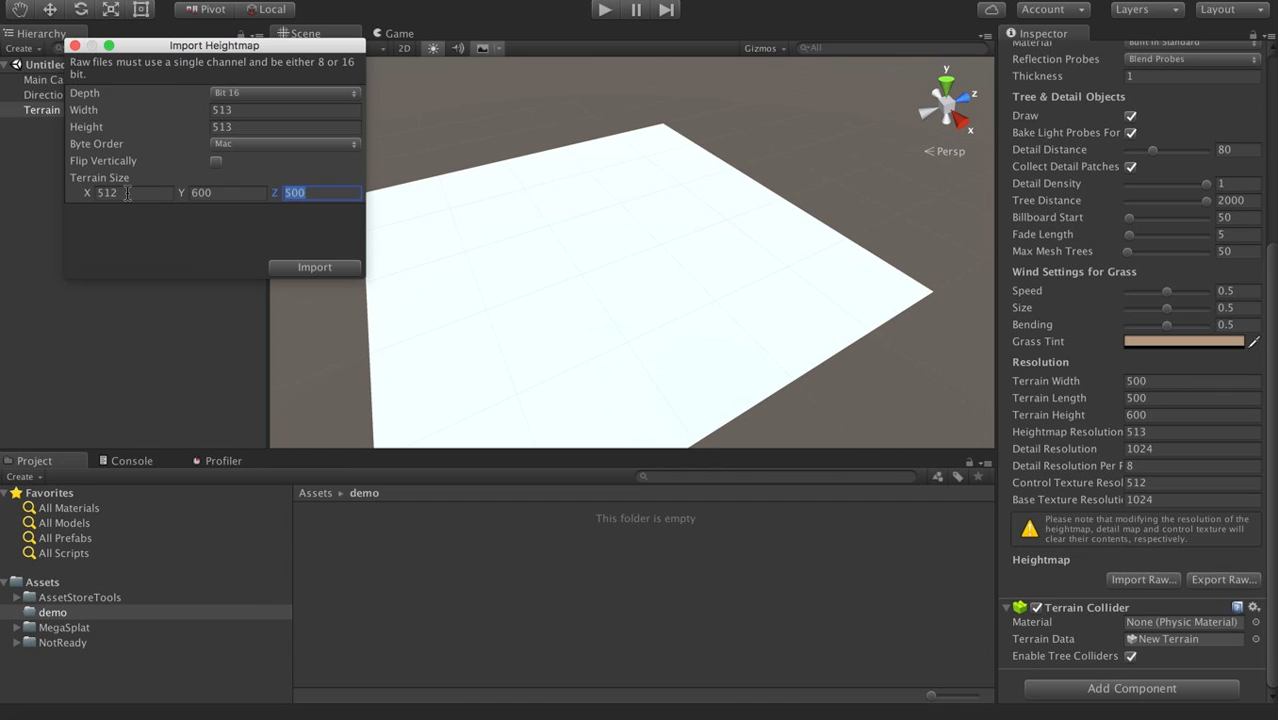 Pivot
Local
Account
Layers
Layout
Hierarchy
Scene
Game
Inspector
Create
Import Heightmap
2D
Gizmos
All
Untitle
Main Ca
Directio
Terrain
Raw files must use a single channel and be either 8 or 16
bit.
Depth
Bit 16
Width
513
Height
513
Byte Order
Mac
Flip Vertically
Terrain Size
X 512
Y 600
Z 500
Import
y
z
x
Persp
Material
Built In Standard
Reflection Probes
Blend Probes
Thickness
1
Tree & Detail Objects
Draw
Bake Light Probes For
Detail Distance
80
Collect Detail Patches
Detail Density
1
Tree Distance
2000
Billboard Start
50
Fade Length
5
Max Mesh Trees
50
Wind Settings for Grass
Speed
0.5
Size
0.5
Bending
0.5
Grass Tint
Resolution
Terrain Width
500
Terrain Length
500
Terrain Height
600
Heightmap Resolution
513
Detail Resolution
1024
Detail Resolution Per P
8
Control Texture Resol
512
Base Texture Resoluti
1024
Please note that modifying the resolution of the
heightmap, detail map and control texture will
clear their contents, respectively.
Heightmap
Import Raw...
Export Raw...
Terrain Collider
Material
None (Physic Material)
Terrain Data
New Terrain
Enable Tree Colliders
Add Component
Project
Console
Profiler
Create
Favorites
All Materials
All Models
All Prefabs
All Scripts
Assets
AssetStoreTools
demo
MegaSplat
NotReady
Assets
demo
This folder is empty